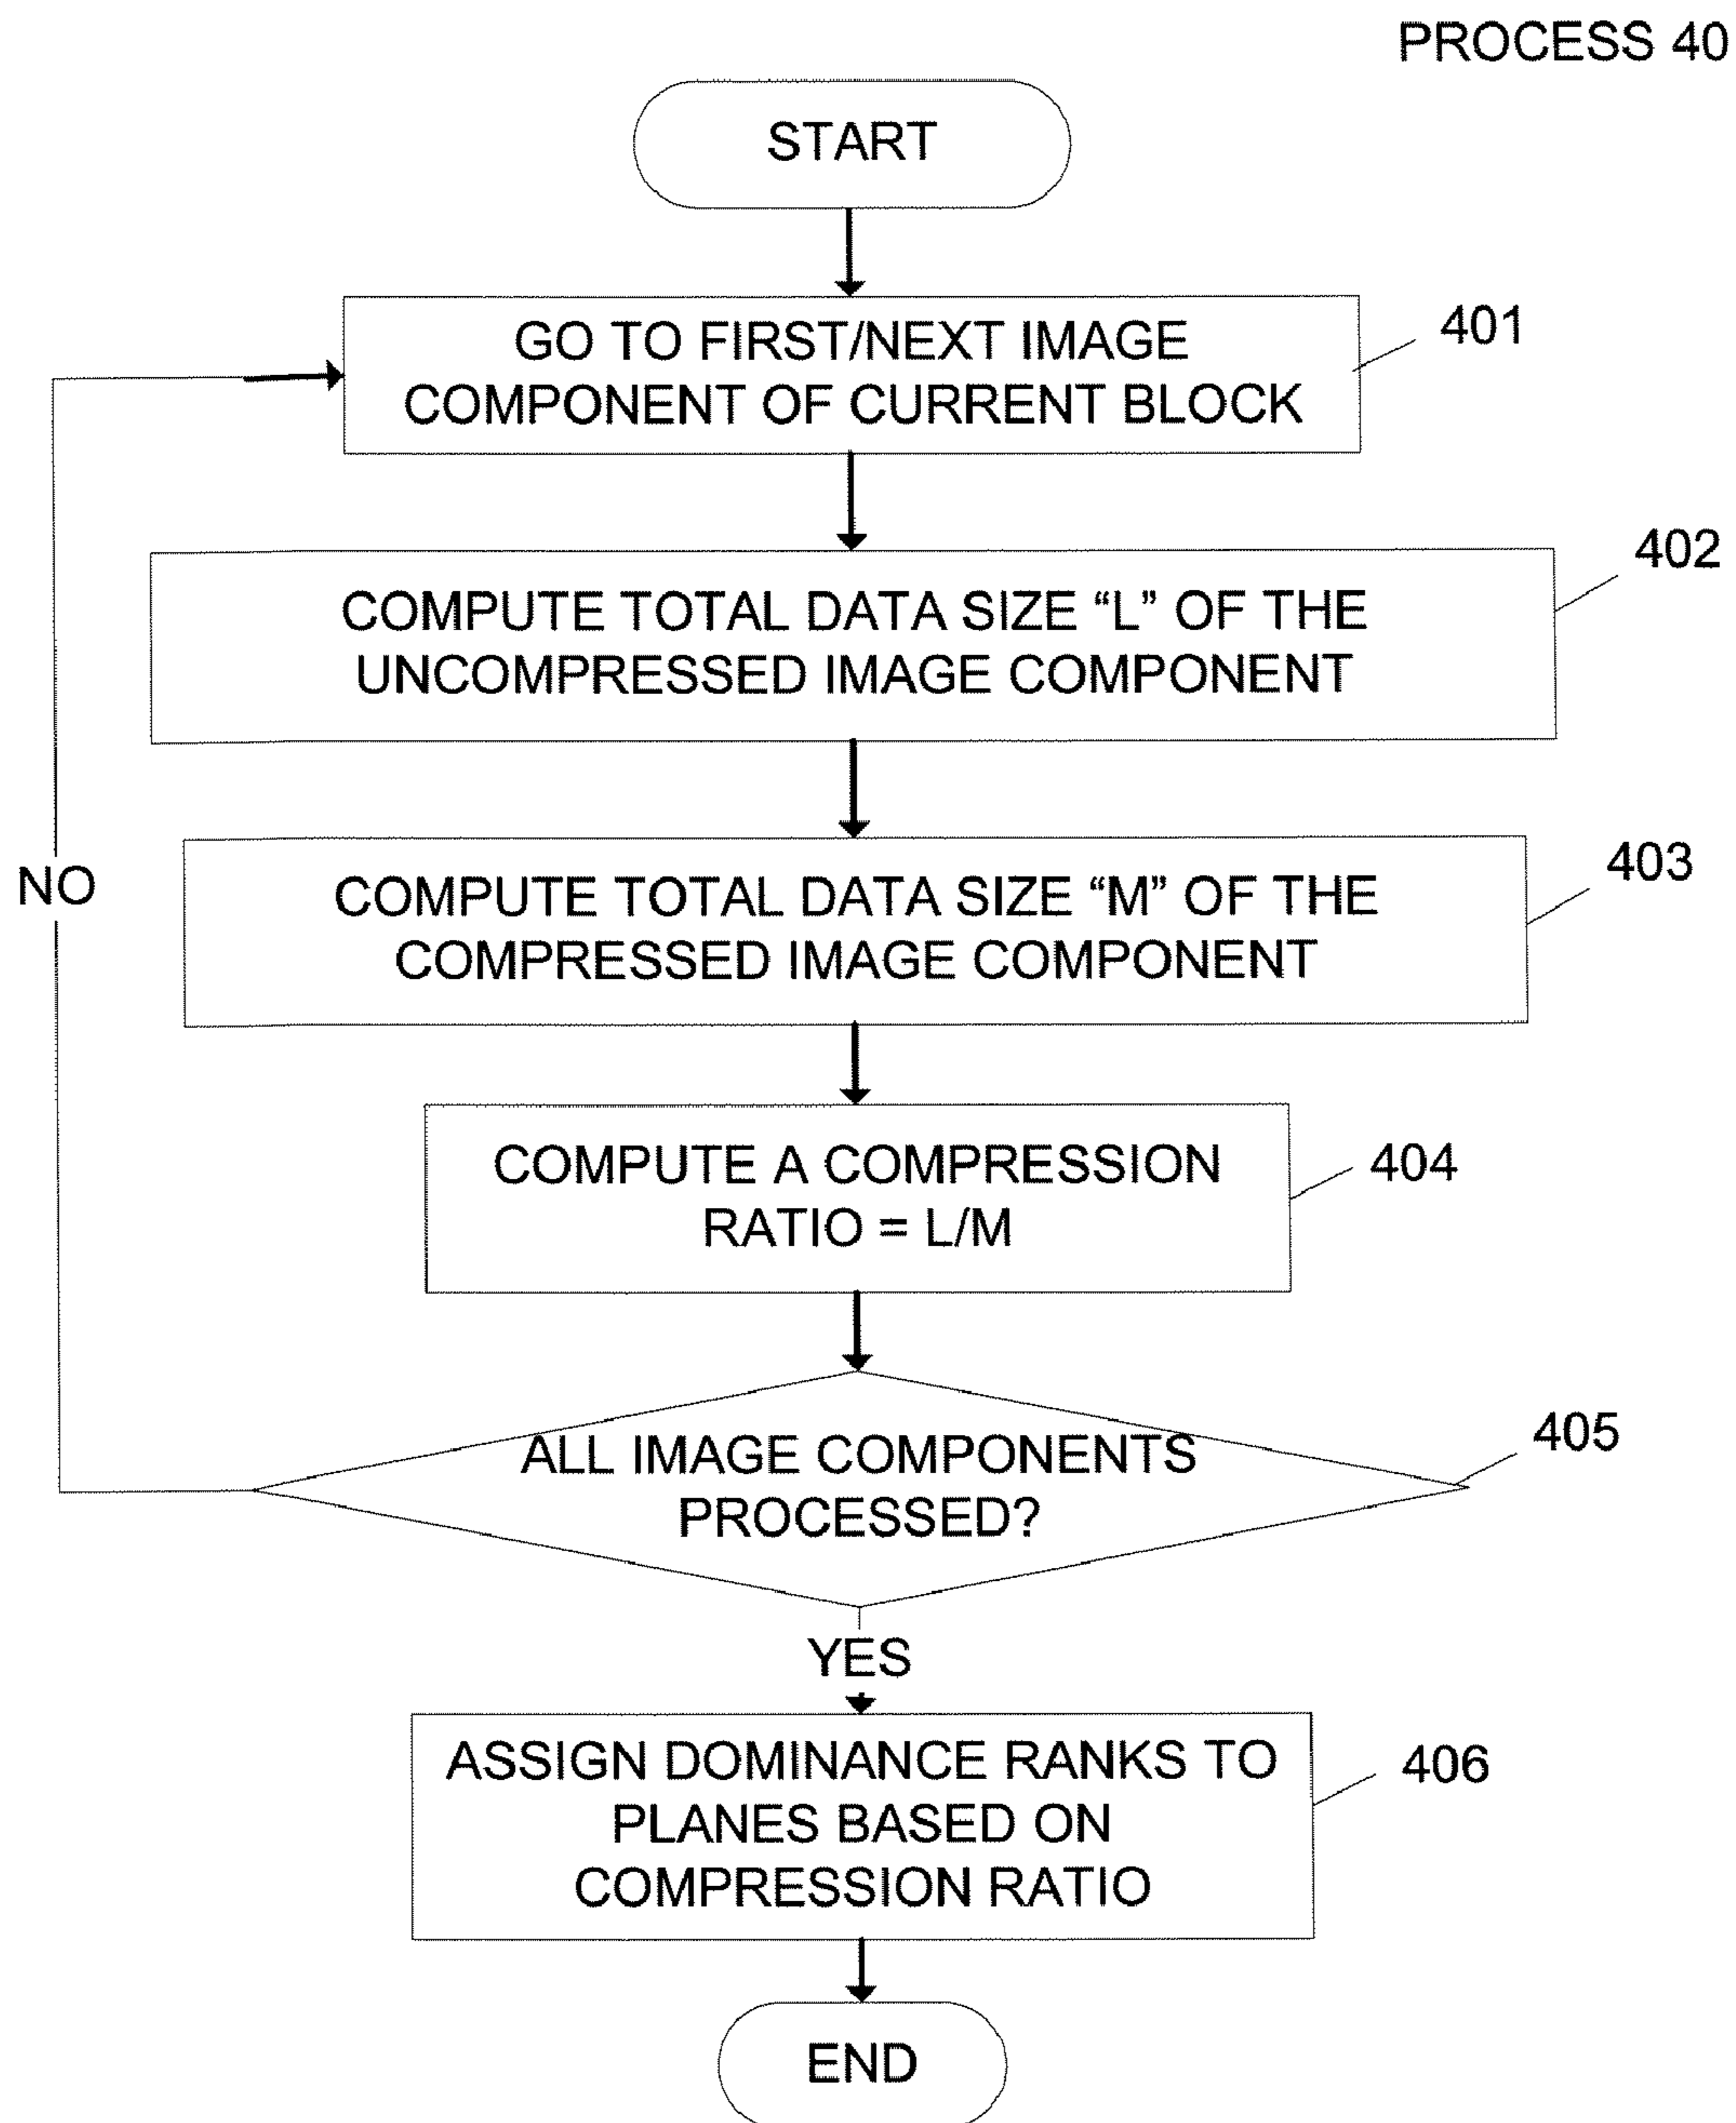 PROCESS 40
START
GO TO FIRST/NEXT IMAGE
COMPONENT OF CURRENT BLOCK
401
COMPUTE TOTAL DATA SIZE “L” OF THE
UNCOMPRESSED IMAGE COMPONENT
402
COMPUTE TOTAL DATA SIZE “M” OF THE
COMPRESSED IMAGE COMPONENT
403
NO
COMPUTE A COMPRESSION
RATIO = L/M
404
ALL IMAGE COMPONENTS
PROCESSED?
405
YES
ASSIGN DOMINANCE RANKS TO
PLANES BASED ON
COMPRESSION RATIO
406
END